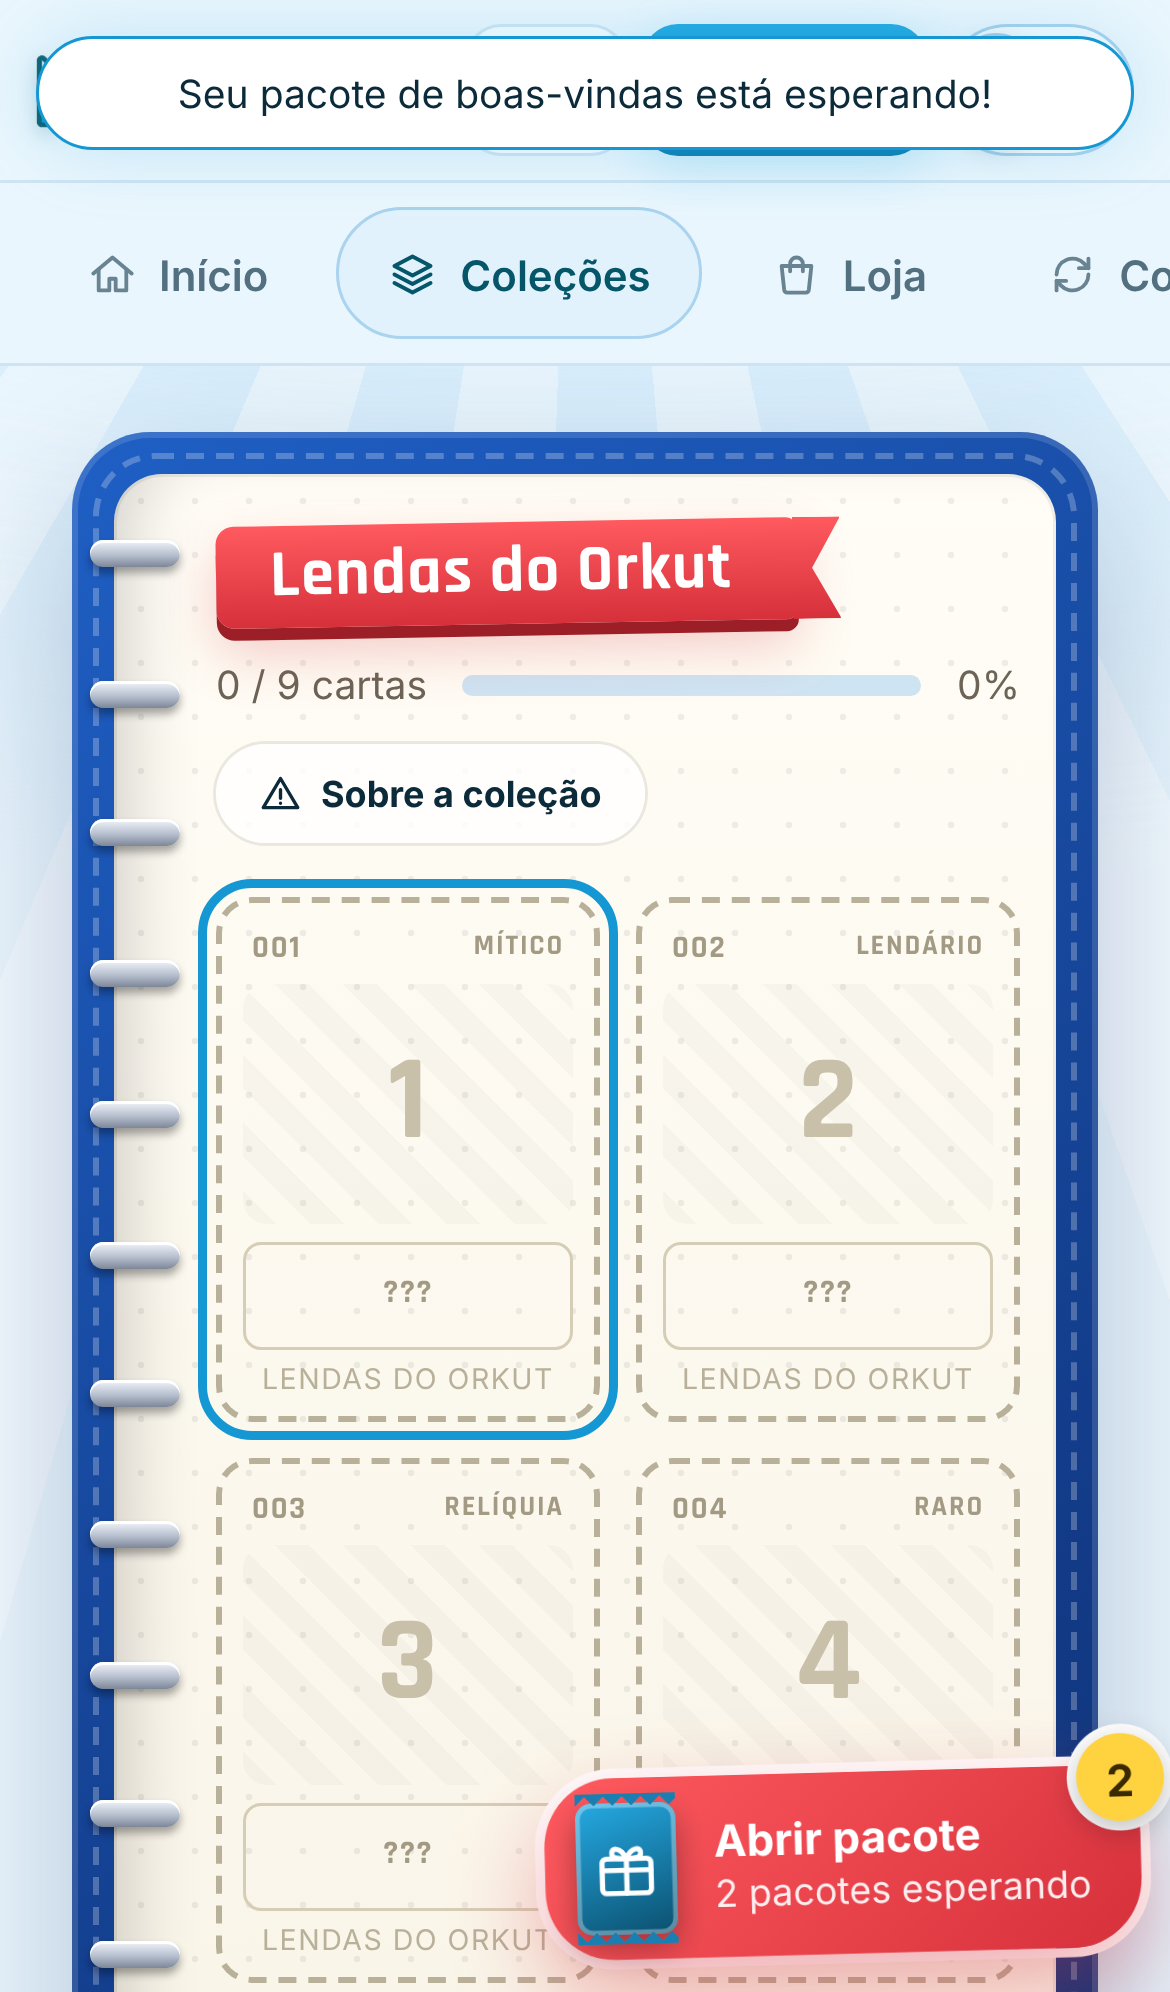 Seu pacote de boas-vindas está esperando!
Início
Coleções
Loja
Co
Lendas do Orkut
0 / 9 cartas
0%
Sobre a coleção
001
MÍTICO
002
LENDÁRIO
1
2
???
???
LENDAS DO ORKUT
LENDAS DO ORKUT
003
RELÍQUIA
004
RARO
3
4
???
LENDAS DO ORKUT
2
Abrir pacote
2 pacotes esperando